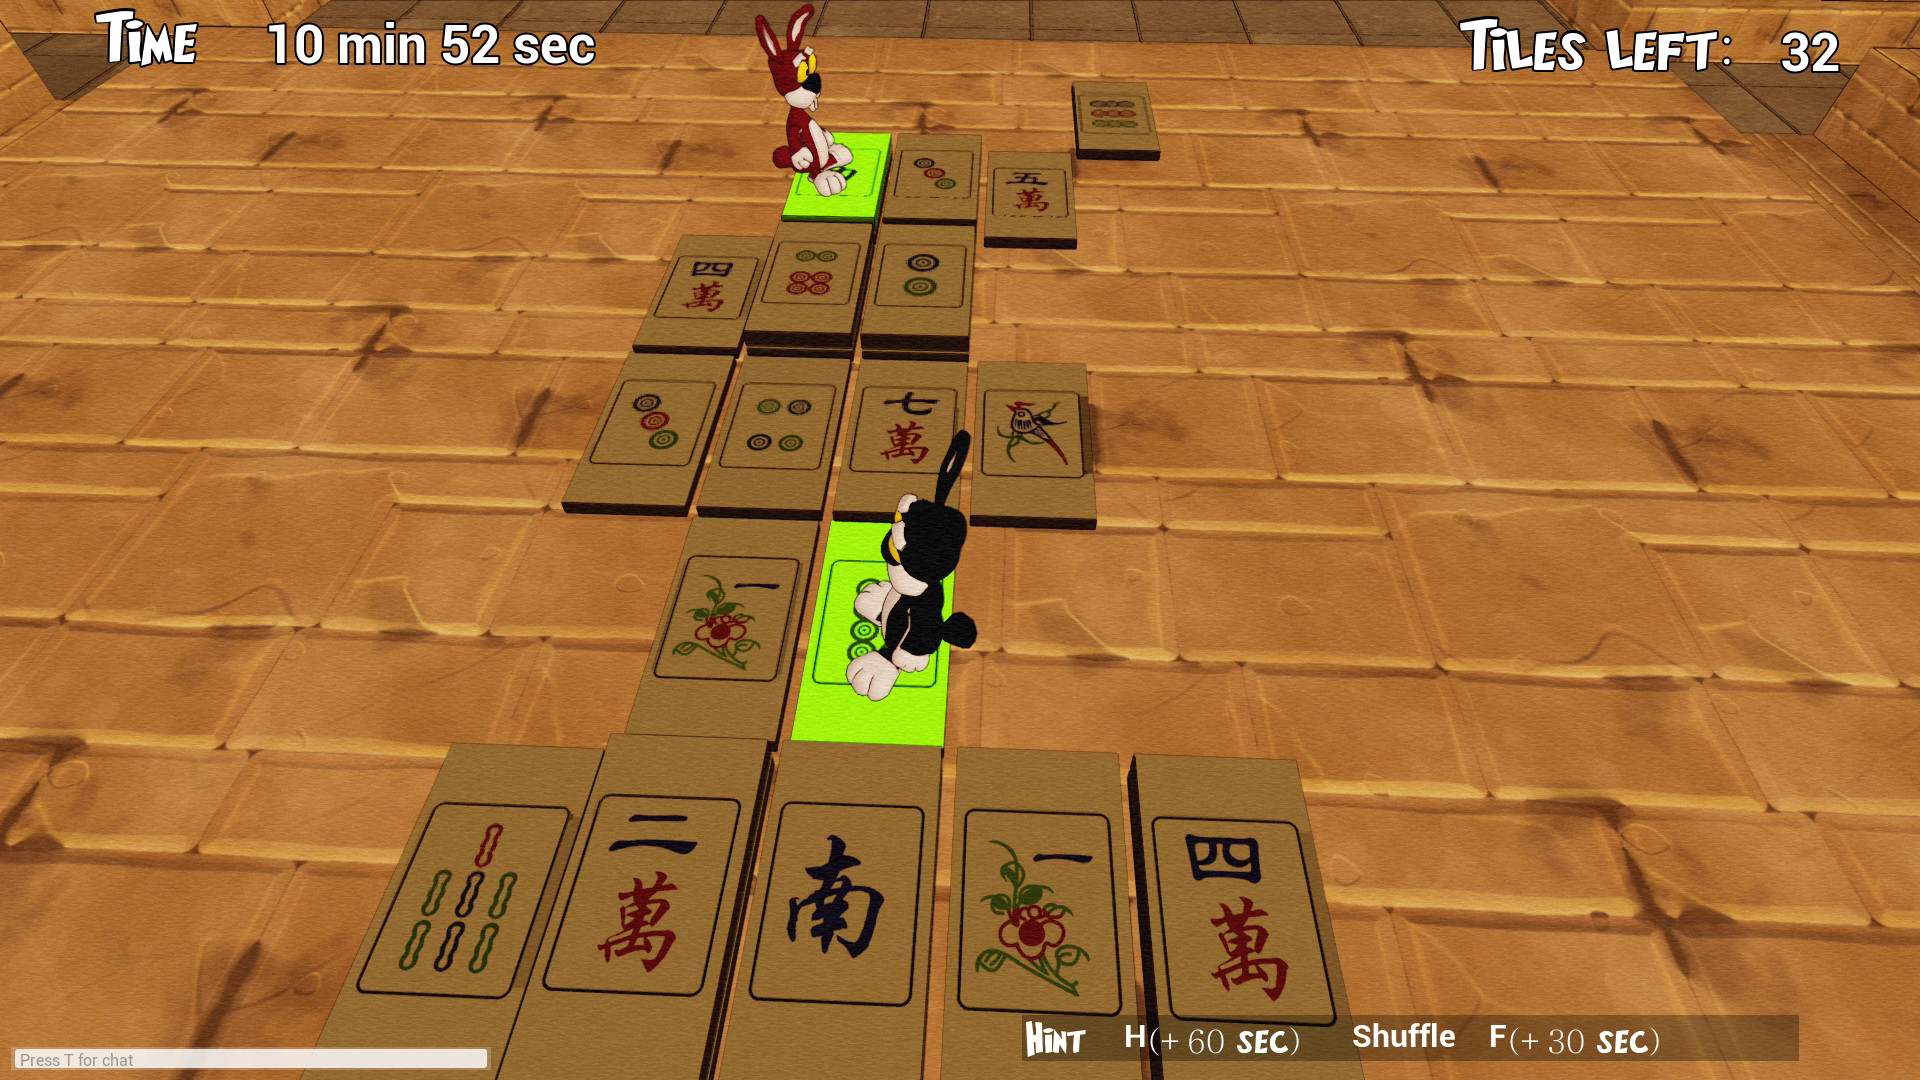 TIME 10 min 52 sec
TILES LEFT: 32
五
萬
四
萬
七
萬
一
一
二
萬
南
四
萬
HINT H(+ 60 SEC) Shuffle F(+ 30 SEC)
Press T for chat